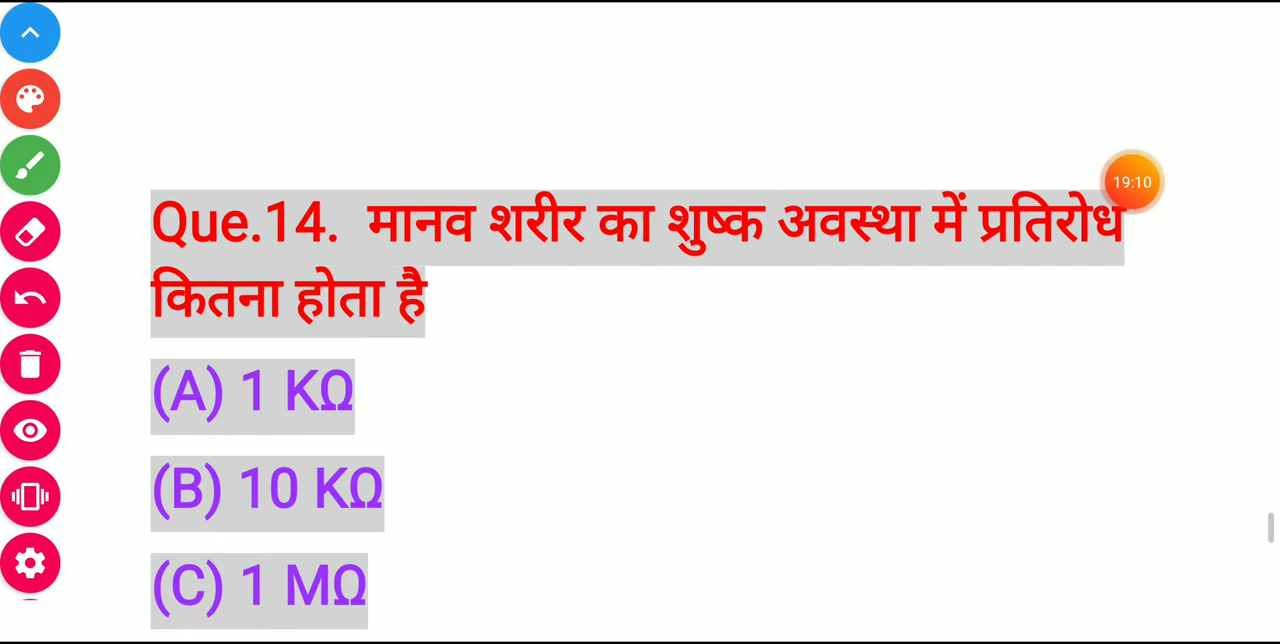 19:10
Que.14. मानव शरीर का शुष्क अवस्था में प्रतिरोध
कितना होता है
(A) 1 KΩ
(B) 10 KΩ
(C) 1 MΩ